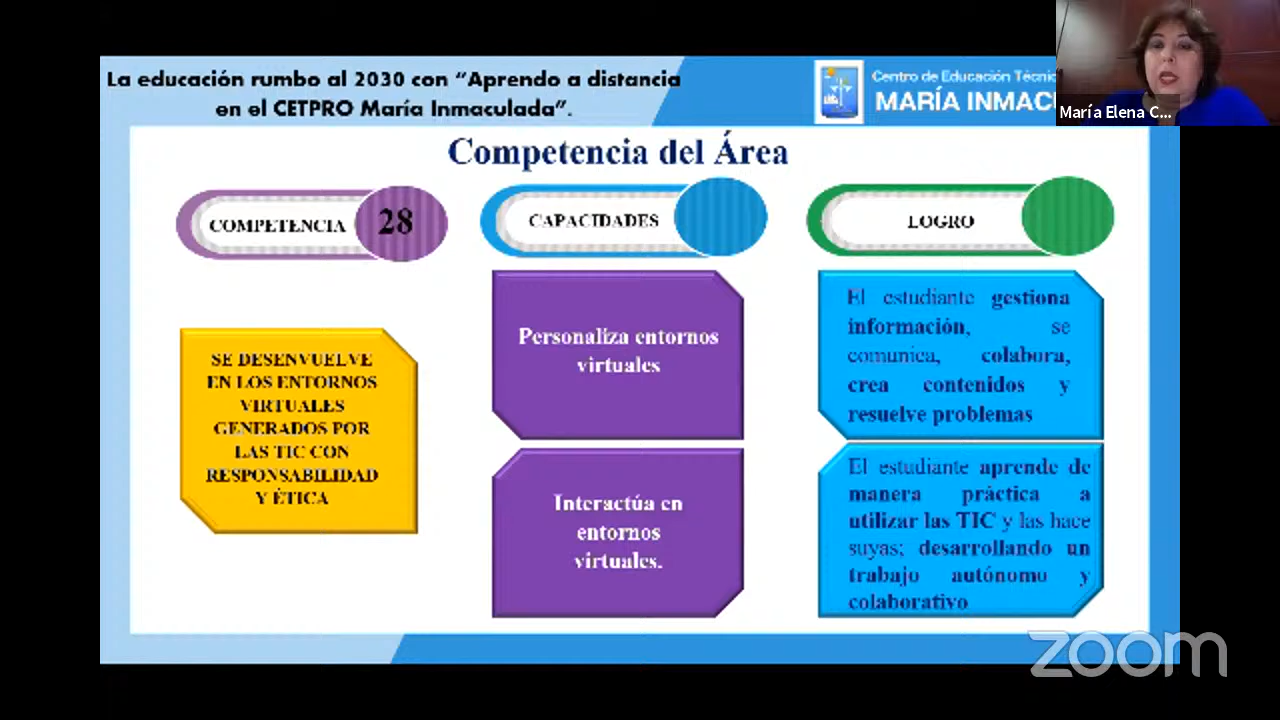 La educación rumbo al 2030 con “Aprendo a distancia
en el CETPRO María Inmaculada”.
Centro de Educación Técnic
MARÍA INMAC
María Elena C...
Competencia del Área
COMPETENCIA 28
CAPACIDADES
LOGRO
SE DESENVUELVE
EN LOS ENTORNOS
VIRTUALES
GENERADOS POR
LAS TIC CON
RESPONSABILIDAD
Y ÉTICA
Personaliza entornos
virtuales
Interactúa en
entornos
virtuales.
El estudiante gestiona
información, se
comunica, colabora,
crea contenidos y
resuelve problemas
El estudiante aprende de
manera práctica a
utilizar las TIC y las hace
suyas; desarrollando un
trabajo autónomo y
colaborativo
zoom